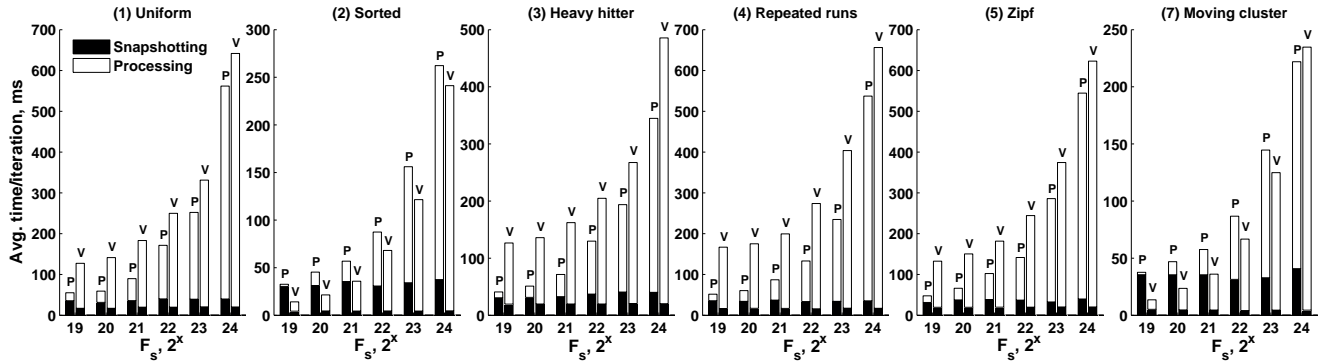 (1) Uniform
Snapshotting
Processing
Avg. time/iteration, ms
700
600
500
400
300
200
100
0
P V P V P V P V P V P V
19 20 21 22 23 24
F_s, 2^x
(2) Sorted
300
250
200
150
100
50
0
P V P V P V P V P V P V
19 20 21 22 23 24
F_s, 2^x
(3) Heavy hitter
500
400
300
200
100
0
P V P V P V P V P V P V
19 20 21 22 23 24
F_s, 2^x
(4) Repeated runs
700
600
500
400
300
200
100
0
P V P V P V P V P V P V
19 20 21 22 23 24
F_s, 2^x
(5) Zipf
700
600
500
400
300
200
100
0
P V P V P V P V P V P V
19 20 21 22 23 24
F_s, 2^x
(7) Moving cluster
250
200
150
100
50
0
P V P V P V P V P V P V
19 20 21 22 23 24
F_s, 2^x